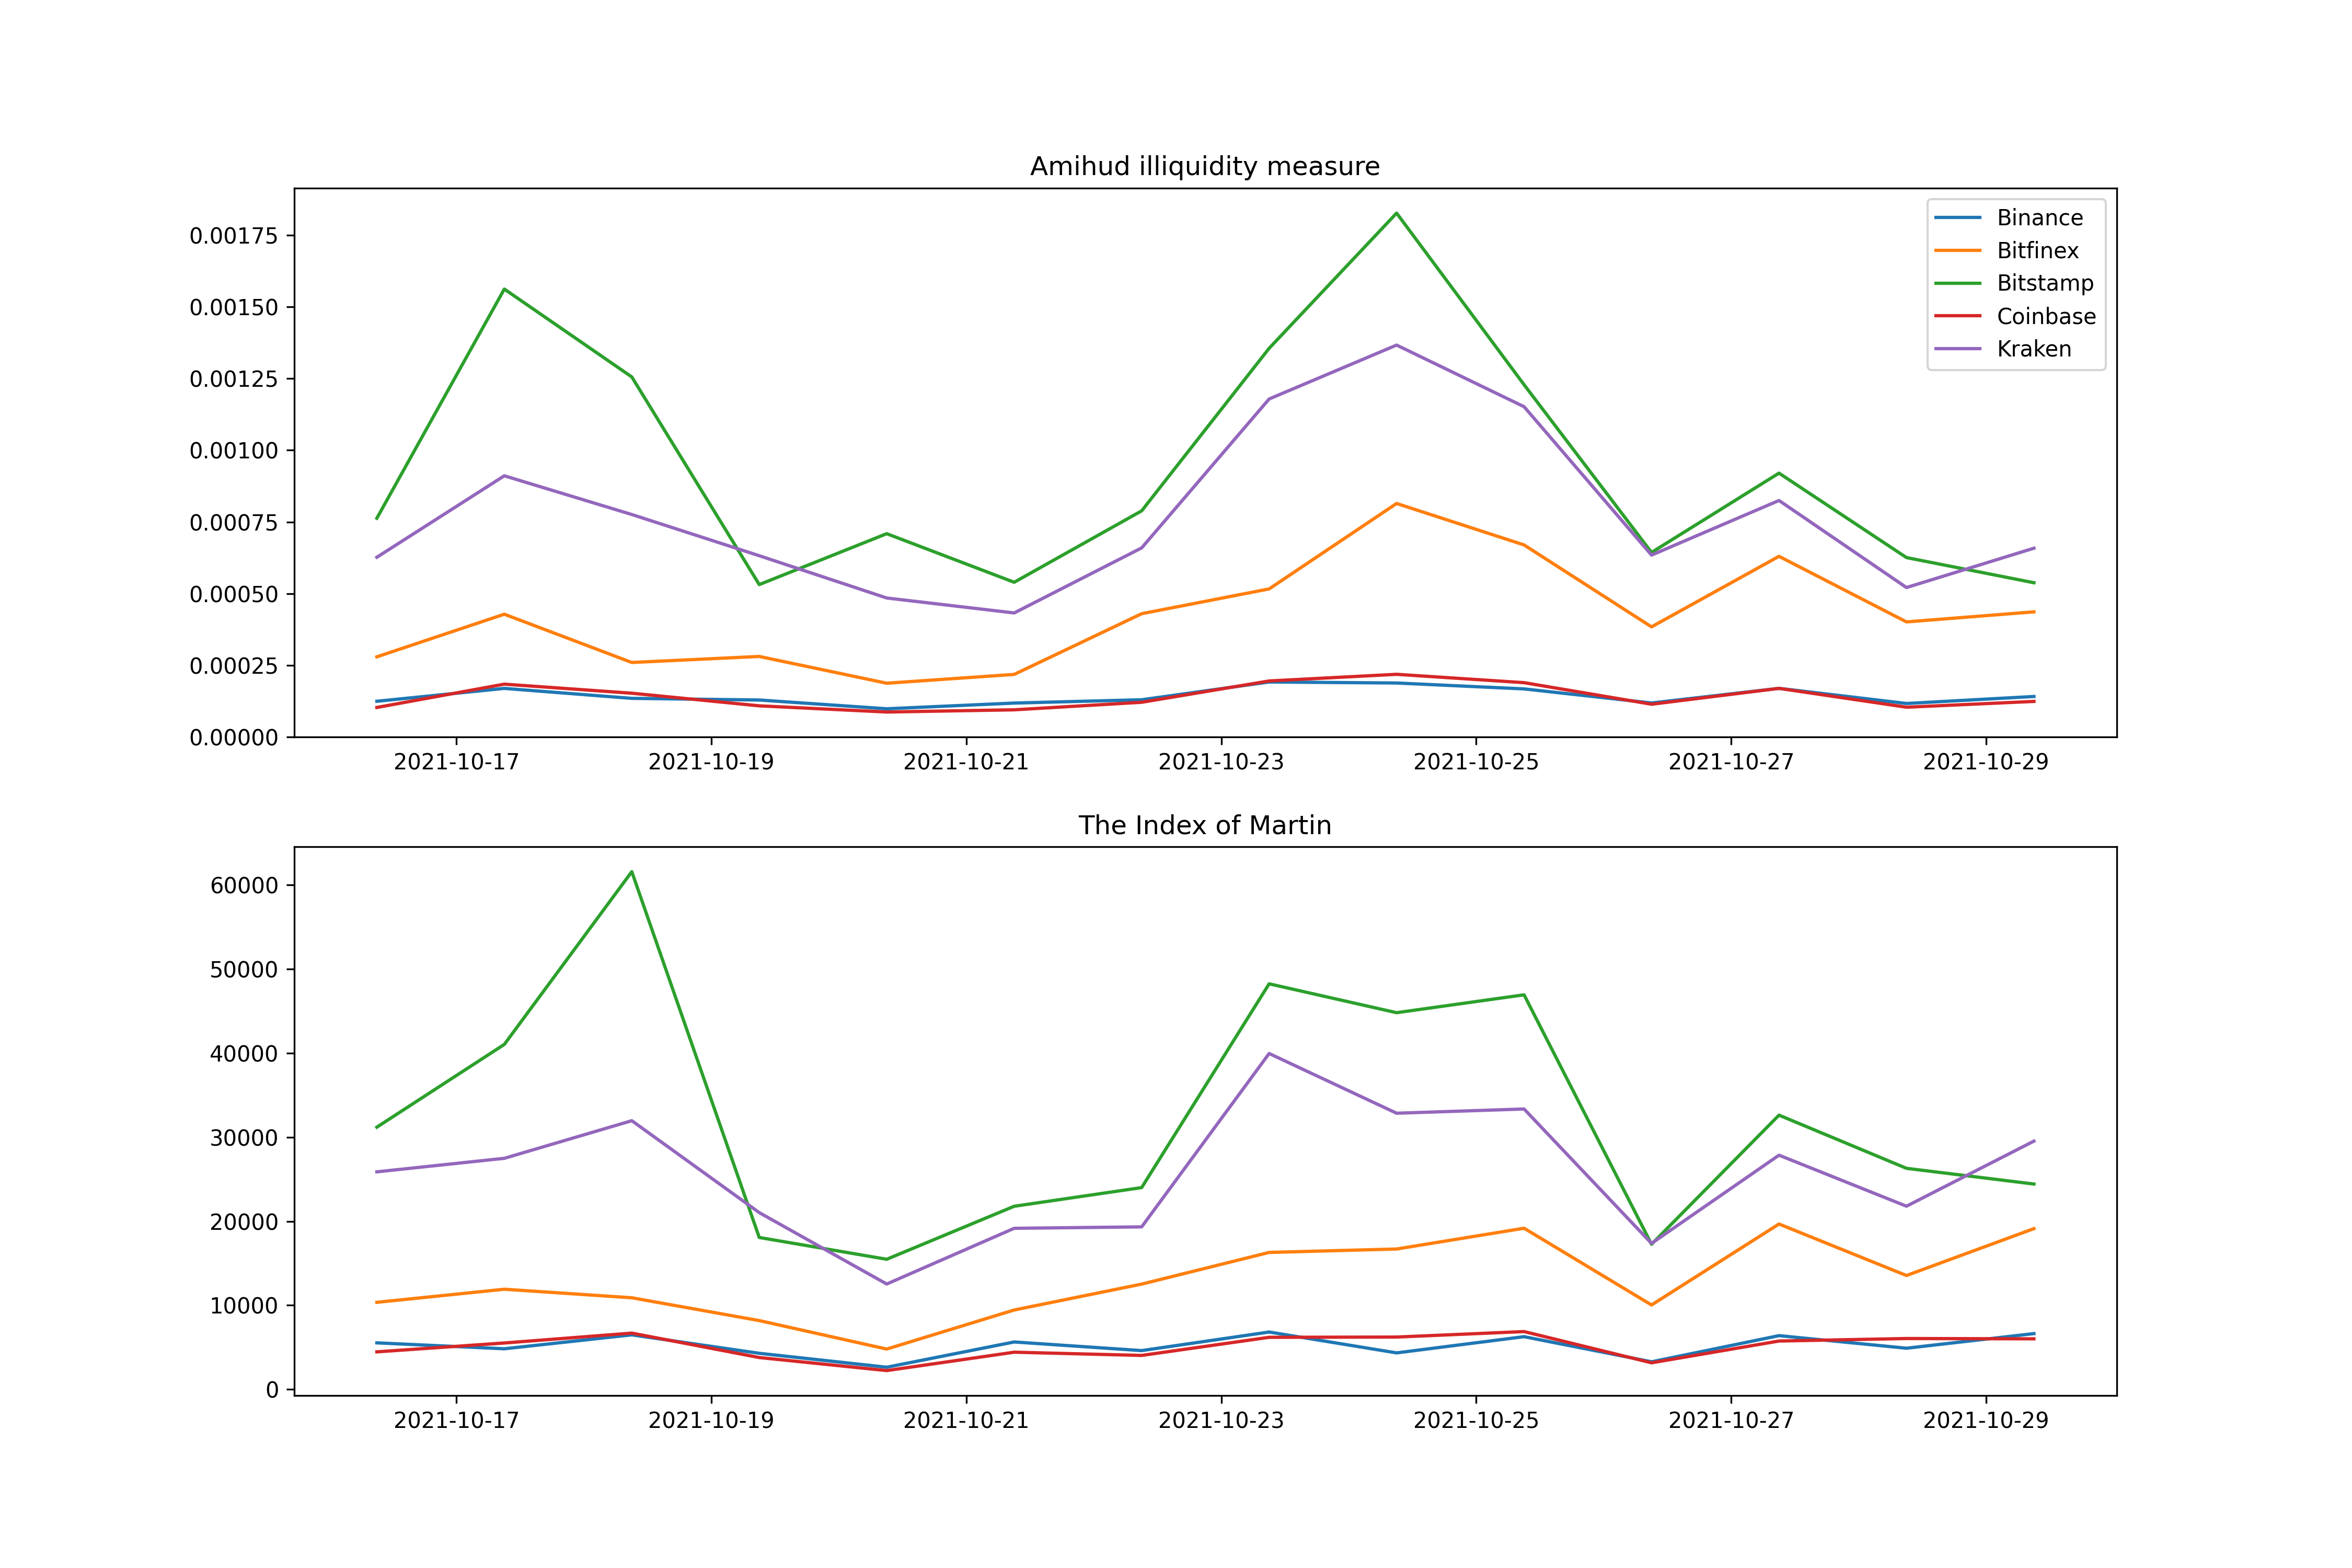 Amihud illiquidity measure
0.00175
0.00150
0.00125
0.00100
0.00075
0.00050
0.00025
0.00000
Binance
Bitfinex
Bitstamp
Coinbase
Kraken
2021-10-17 2021-10-19 2021-10-21 2021-10-23 2021-10-25 2021-10-27 2021-10-29
The Index of Martin
60000
50000
40000
30000
20000
10000
0
2021-10-17 2021-10-19 2021-10-21 2021-10-23 2021-10-25 2021-10-27 2021-10-29